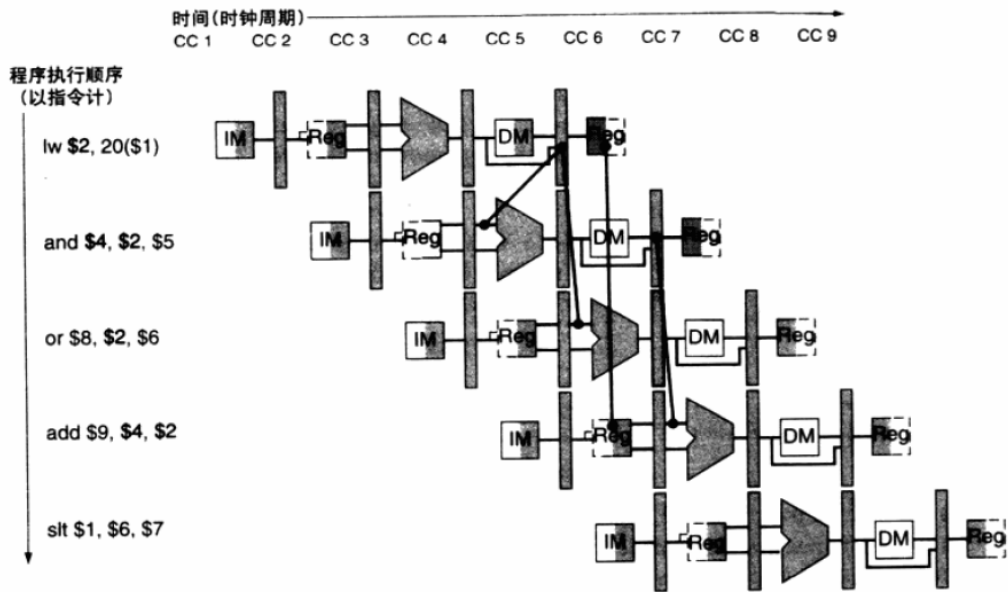 时间(时钟周期)
CC 1 CC 2 CC 3 CC 4 CC 5 CC 6 CC 7 CC 8 CC 9
程序执行顺序
(以指令计)
lw $2, 20($1)
IM Reg DM Reg
and $4, $2, $5
IM Reg DM Reg
or $8, $2, $6
IM Reg DM Reg
add $9, $4, $2
IM Reg DM Reg
slt $1, $6, $7
IM Reg DM Reg